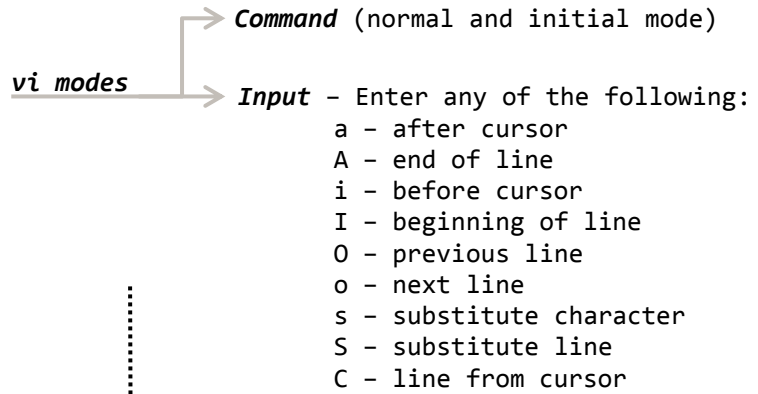 Command (normal and initial mode)
vi modes
Input – Enter any of the following:
a – after cursor
A – end of line
i – before cursor
I – beginning of line
O – previous line
o – next line
s – substitute character
S – substitute line
C – line from cursor